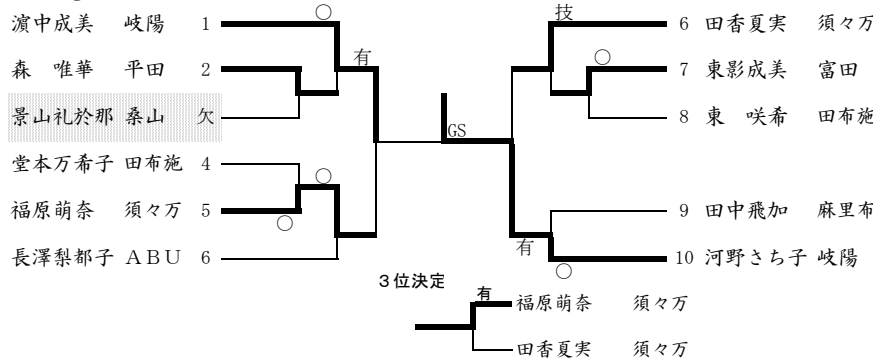 濵中成美 岐陽 1
森 唯華 平田 2
景山礼於那 桑山 欠
堂本万希子 田布施 4
福原萌奈 須々万 5
長澤梨都子 ABU 6
○
有
○
○
GS
技
○
有
○
6 田香夏実 須々万
7 東影成美 富田
8 東 咲希 田布施
9 田中飛加 麻里布
10 河野さち子 岐陽
3位決定
有
福原萌奈 須々万
田香夏実 須々万